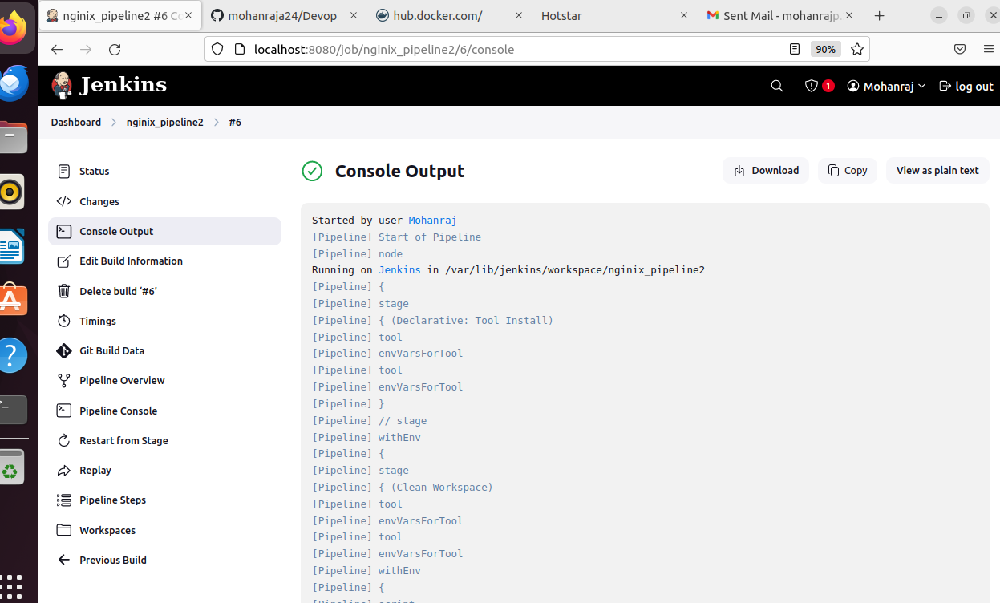 nginix_pipeline2 #6 Co
mohanraja24/Devop
hub.docker.com/
Hotstar
Sent Mail - mohanrajp.
localhost:8080/job/nginix_pipeline2/6/console
90%
Jenkins
1
Mohanraj
log out
Dashboard
nginix_pipeline2
#6
Status
Changes
Console Output
Edit Build Information
Delete build ‘#6’
Timings
Git Build Data
Pipeline Overview
Pipeline Console
Restart from Stage
Replay
Pipeline Steps
Workspaces
Previous Build
Console Output
Download
Copy
View as plain text
Started by user Mohanraj
[Pipeline] Start of Pipeline
[Pipeline] node
Running on Jenkins in /var/lib/jenkins/workspace/nginix_pipeline2
[Pipeline] {
[Pipeline] stage
[Pipeline] { (Declarative: Tool Install)
[Pipeline] tool
[Pipeline] envVarsForTool
[Pipeline] tool
[Pipeline] envVarsForTool
[Pipeline] }
[Pipeline] // stage
[Pipeline] withEnv
[Pipeline] {
[Pipeline] stage
[Pipeline] { (Clean Workspace)
[Pipeline] tool
[Pipeline] envVarsForTool
[Pipeline] tool
[Pipeline] envVarsForTool
[Pipeline] withEnv
[Pipeline] {
[Pipeline] script